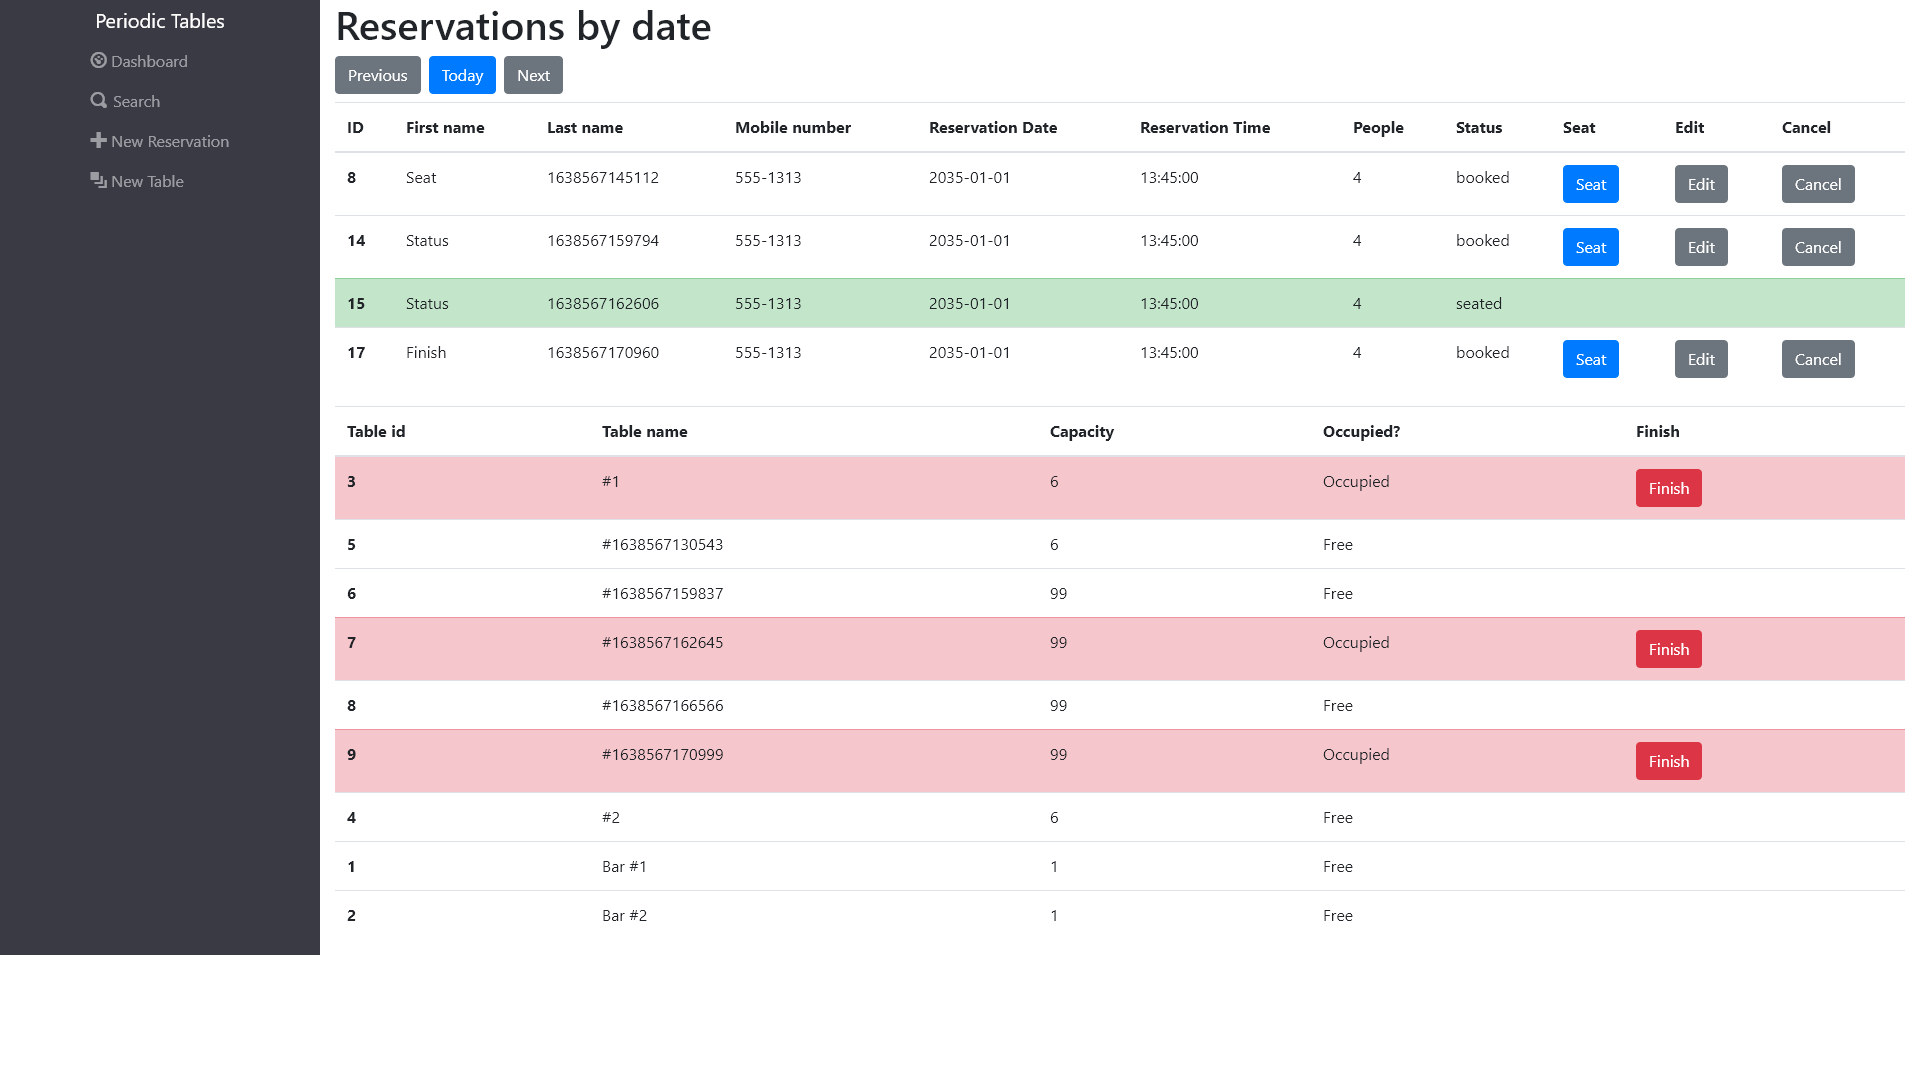 Periodic Tables
Dashboard
Search
New Reservation
New Table
Reservations by date
Previous Today Next
ID First name Last name Mobile number Reservation Date Reservation Time People Status Seat Edit Cancel
8 Seat 1638567145112 555-1313 2035-01-01 13:45:00 4 booked Seat Edit Cancel
14 Status 1638567159794 555-1313 2035-01-01 13:45:00 4 booked Seat Edit Cancel
15 Status 1638567162606 555-1313 2035-01-01 13:45:00 4 seated
17 Finish 1638567170960 555-1313 2035-01-01 13:45:00 4 booked Seat Edit Cancel
Table id Table name Capacity Occupied? Finish
3 #1 6 Occupied Finish
5 #1638567130543 6 Free
6 #1638567159837 99 Free
7 #1638567162645 99 Occupied Finish
8 #1638567166566 99 Free
9 #1638567170999 99 Occupied Finish
4 #2 6 Free
1 Bar #1 1 Free
2 Bar #2 1 Free